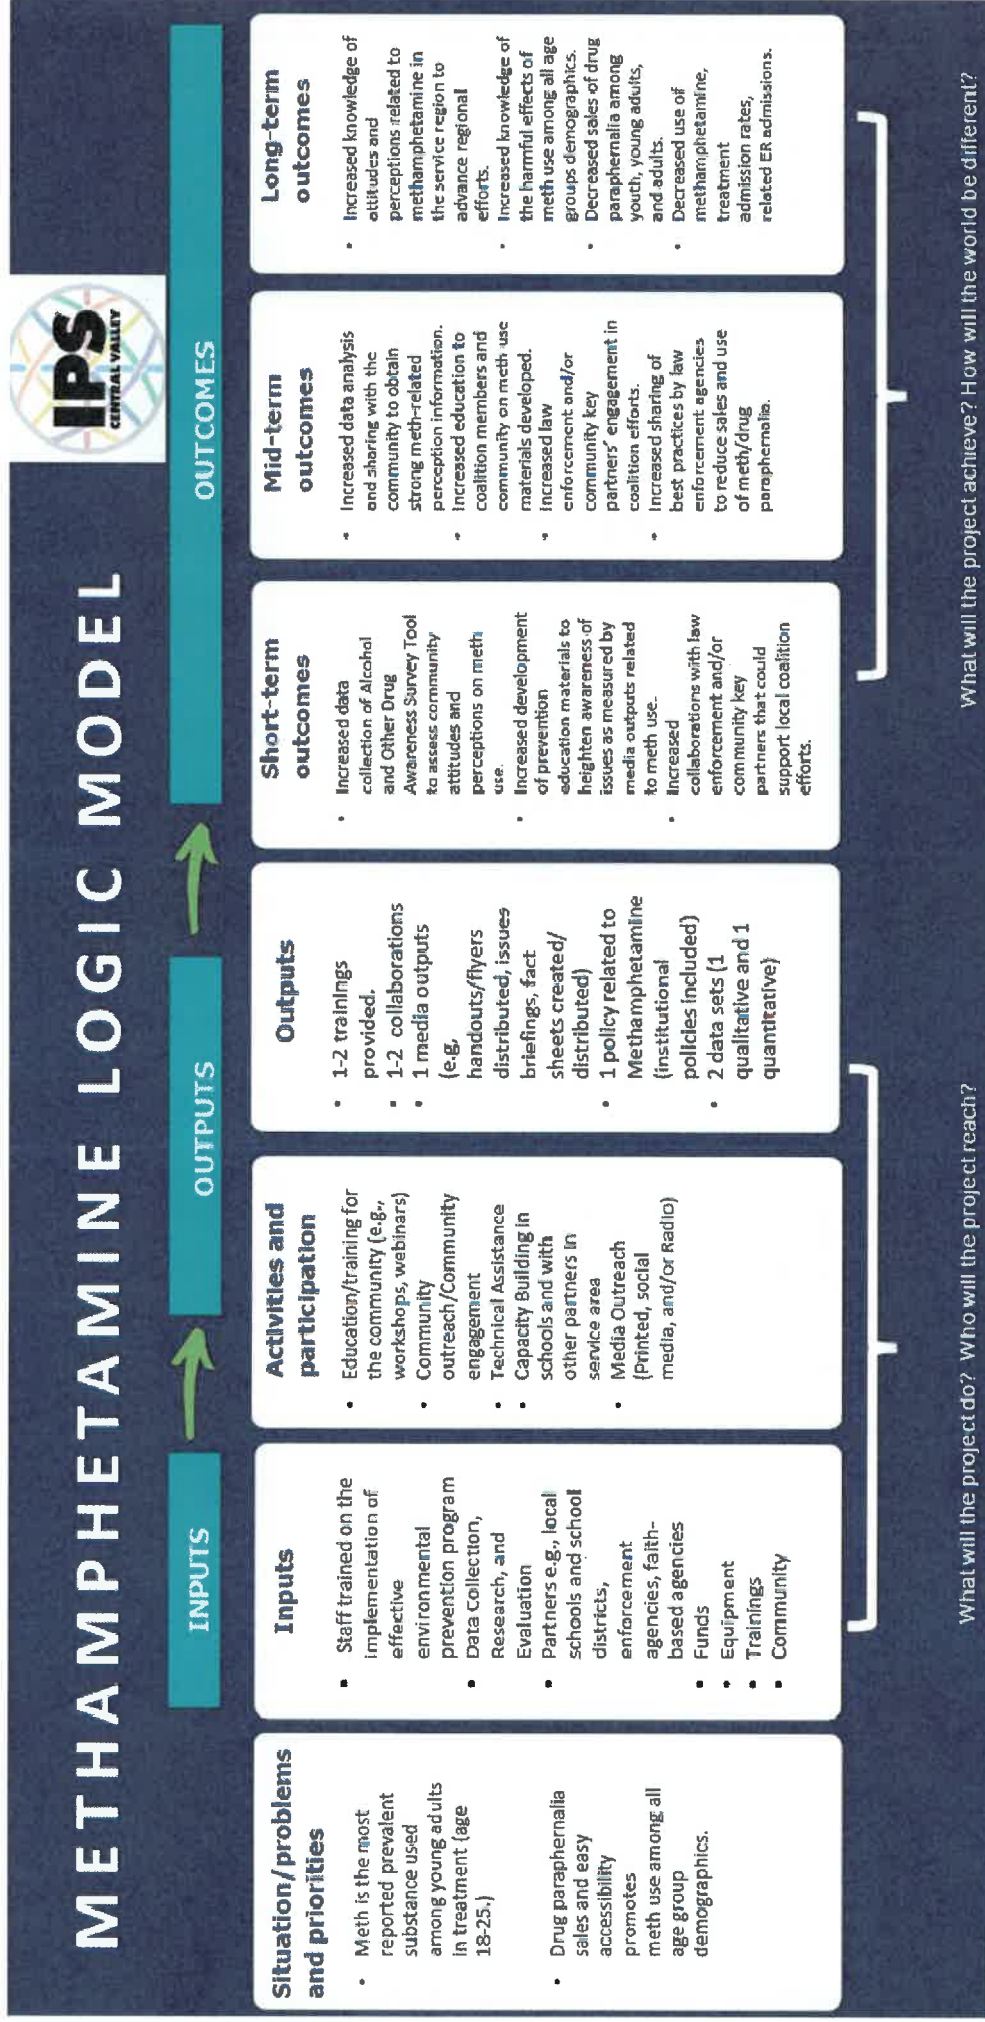 METHAMPHETAMINE LOGIC MODEL
IPS
CENTRAL VALLEY
INPUTS
OUTPUTS
OUTCOMES
Situation/problems
and priorities
• Meth is the most
reported prevalent
substance used
among young adults
in treatment (age
18-25.)
• Drug paraphernalia
sales and easy
accessibility
promotes
meth use among all
age group
demographics.
Inputs
• Staff trained on the
implementation of
effective
environmental
prevention program
• Data Collection,
Research, and
Evaluation
• Partners e.g., local
schools and school
districts,
enforcement
agencies, faith-
based agencies
• Funds
• Equipment
• Trainings
• Community
Activities and
participation
• Education/training for
the community (e.g.,
workshops, webinars)
• Community
outreach/Community
engagement
• Technical Assistance
• Capacity Building in
schools and with
other partners in
service area
• Media Outreach
(Printed, social
media, and/or Radio)
Outputs
• 1-2 trainings
provided.
• 1-2 collaborations
• 1 media outputs
(e.g,
handouts/flyers
distributed, issues
briefings, fact
sheets created/
distributed)
• 1 policy related to
Methamphetamine
(institutional
policies included)
• 2 data sets (1
qualitative and 1
quantitative)
Short-term
outcomes
• Increased data
collection of Alcohol
and Other Drug
Awareness Survey Tool
to assess community
attitudes and
perceptions on meth
use.
• Increased development
of prevention
education materials to
heighten awareness of
issues as measured by
media outputs related
to meth use.
• Increased
collaborations with law
enforcement and/or
community key
partners that could
support local coalition
efforts.
Mid-term
outcomes
• Increased data analysis
and sharing with the
community to obtain
strong meth-related
perception information.
• Increased education to
coalition members and
community on meth use
materials developed.
• Increased law
enforcement and/or
community key
partners' engagement in
coalition efforts.
• Increased sharing of
best practices by law
enforcement agencies
to reduce sales and use
of meth/drug
paraphernalia.
Long-term
outcomes
• Increased knowledge of
attitudes and
perceptions related to
methamphetamine in
the service region to
advance regional
efforts.
• Increased knowledge of
the harmful effects of
meth use among all age
groups demographics.
• Decreased sales of drug
paraphernalia among
youth, young adults,
and adults.
• Decreased use of
methamphetamine,
treatment
admission rates,
related ER admissions.
What will the project do? Who will the project reach?
What will the project achieve? How will the world be different?